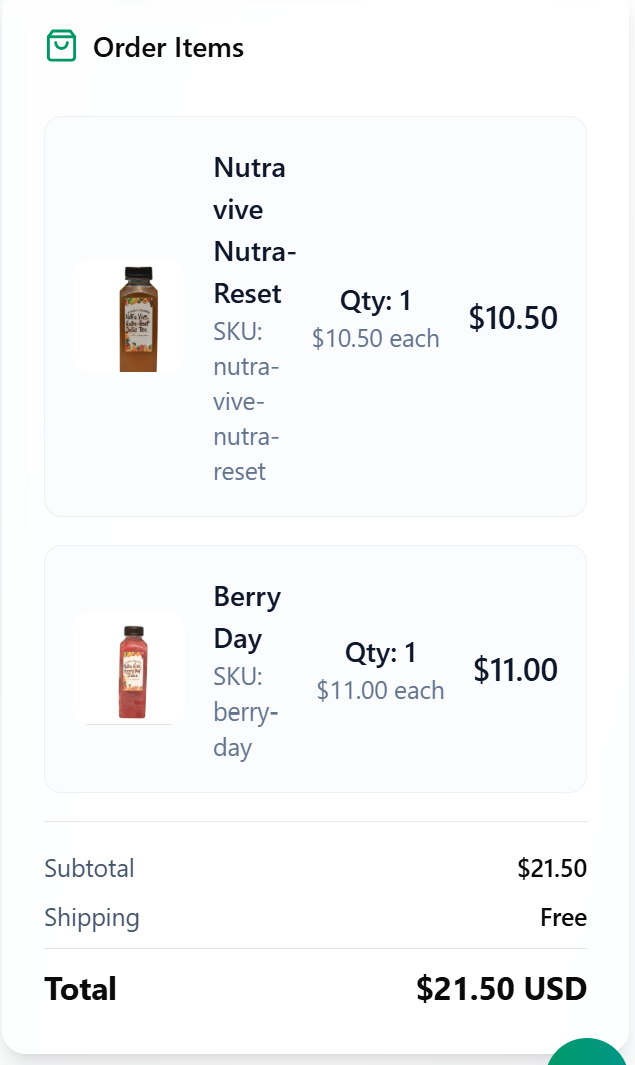 Order Items
Nutra
vive
Nutra-
Reset
SKU:
nutra-
vive-
nutra-
reset
Qty: 1
$10.50 each
$10.50
Berry
Day
SKU:
berry-
day
Qty: 1
$11.00 each
$11.00
Subtotal
$21.50
Shipping
Free
Total
$21.50 USD